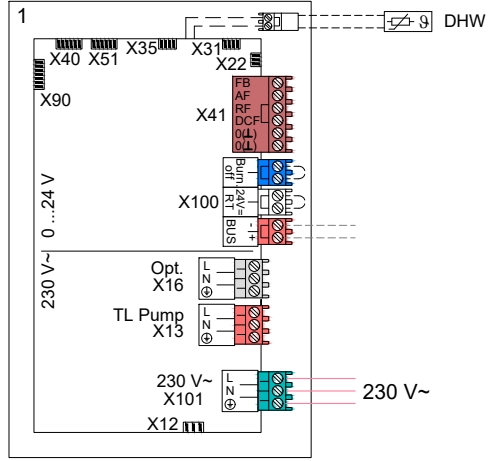 1
DHW
X35
X31
X40
X51
X22
X90
FB
AF
RF
DCF
0(⊥)
0(⊥)
X41
Burn.
off
24V=
RT
X100
BUS
- | +
0 ...24 V
230 V~
Opt.
X16
L
N
TL Pump
X13
L
N
230 V~
X101
L
N
230 V~
X12
ϑ